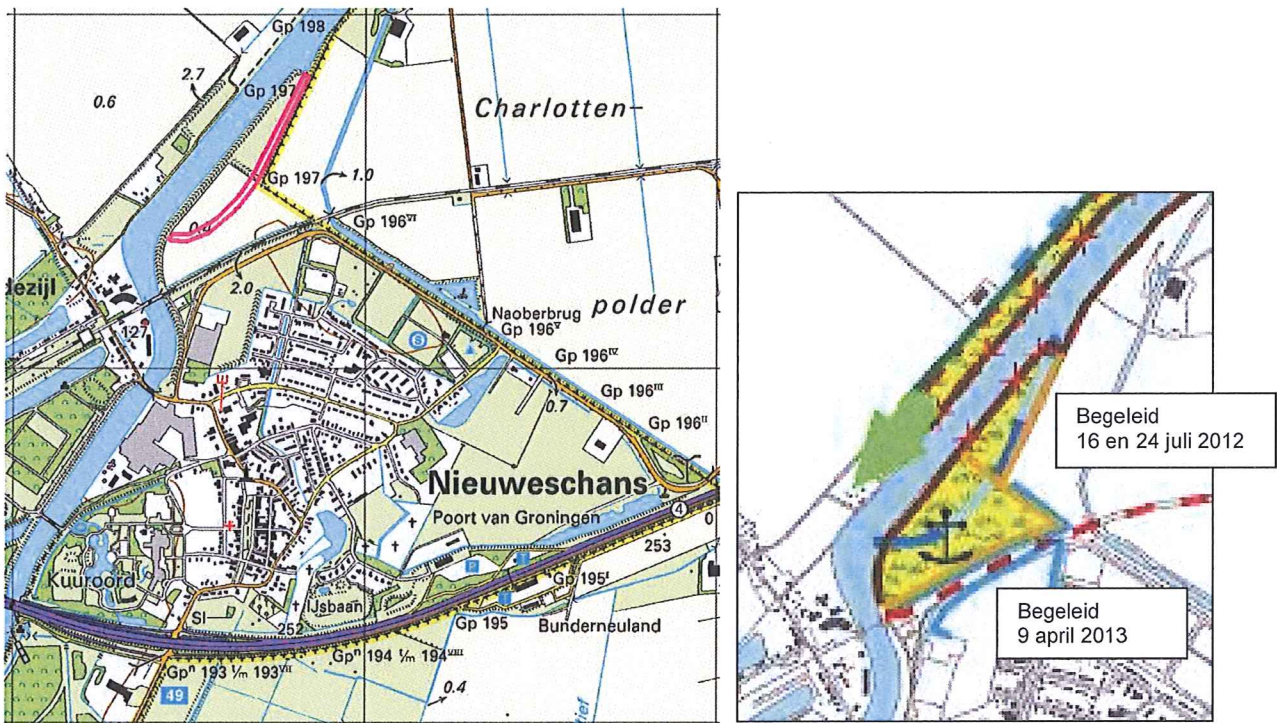 Gp 198
2.7
Gp 197
0.6
Charlotten-
Gp 197
1.0
Gp 196VI
2.0
dezijl
polder
127
Naoberbrug
Gp 196V
S
Gp 196IV
Gp 196III
0.7
Gp 196II
Nieuweschans
Poort van Groningen
4
0
253
Kuuroord
P
Gp 195I
Sl
IJsbaan
252
Gp 195
Bunderneuland
Gpn 194 t/m 194VIII
Gpn 193 t/m 193VII
49
0.4
Begeleid
16 en 24 juli 2012
Begeleid
9 april 2013